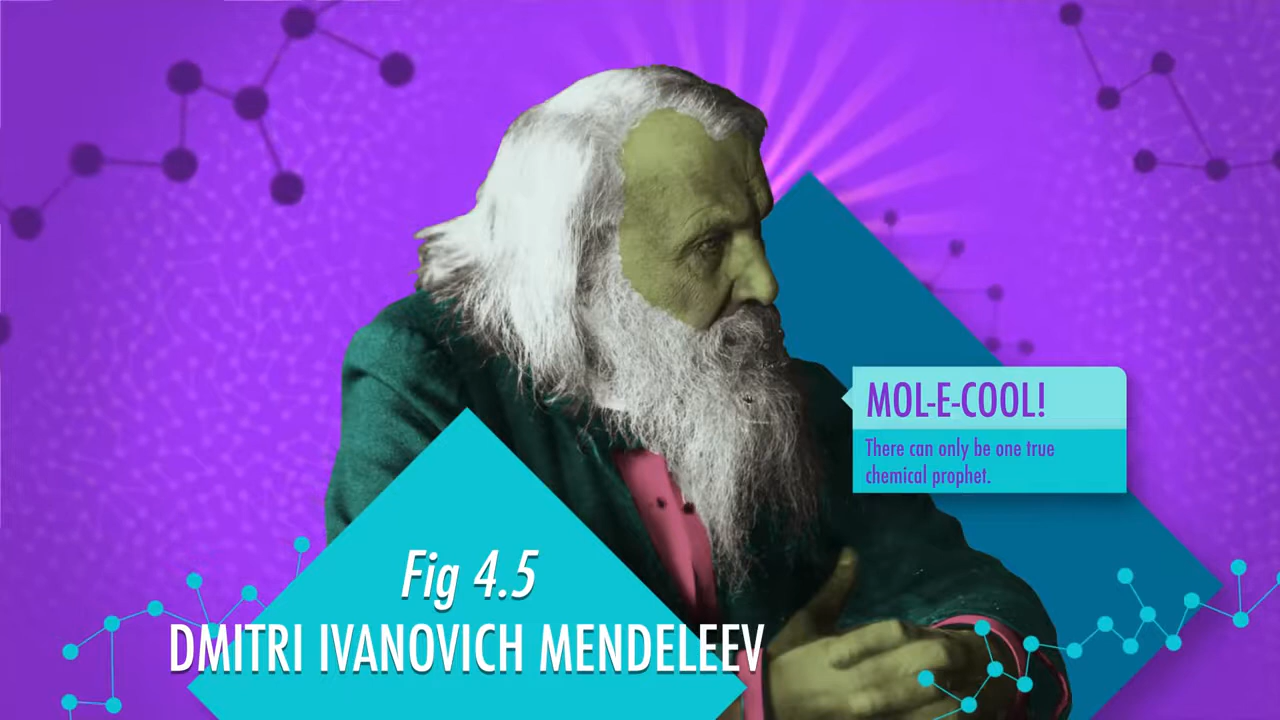 MOL-E-COOL!
There can only be one true
chemical prophet.
Fig 4.5
DMITRI IVANOVICH MENDELEEV